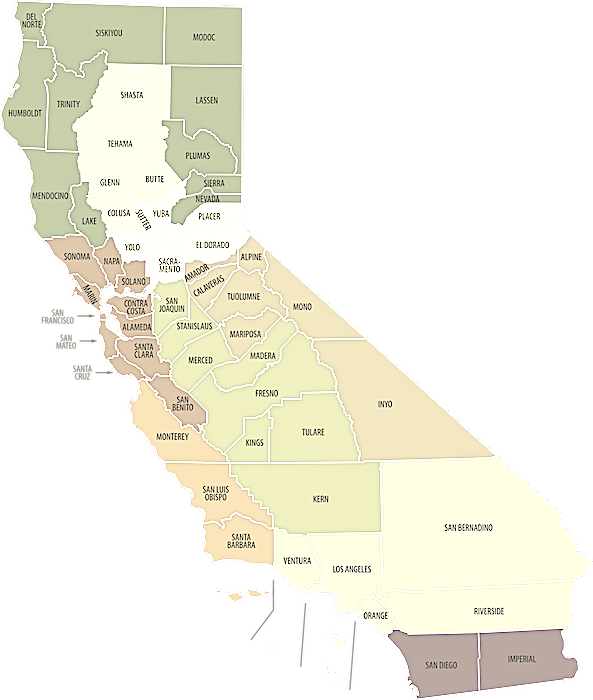 DEL
NORTE
SISKIYOU
MODOC
SHASTA
LASSEN
TRINITY
HUMBOLDT
TEHAMA
PLUMAS
GLENN
BUTTE
SIERRA
MENDOCINO
NEVADA
COLUSA
SUTTER
YUBA
PLACER
LAKE
YOLO
EL DORADO
SONOMA
NAPA
SACRA-
MENTO
ALPINE
AMADOR
SOLANO
CALAVERAS
MARIN
TUOLUMNE
MONO
CONTRA
COSTA
SAN
JOAQUIN
SAN
FRANCISCO
ALAMEDA
STANISLAUS
MARIPOSA
SAN
MATEO
SANTA
CLARA
MERCED
MADERA
SANTA
CRUZ
FRESNO
SAN
BENITO
INYO
MONTEREY
KINGS
TULARE
SAN LUIS
OBISPO
KERN
SAN BERNADINO
SANTA
BARBARA
VENTURA
LOS ANGELES
ORANGE
RIVERSIDE
SAN DIEGO
IMPERIAL